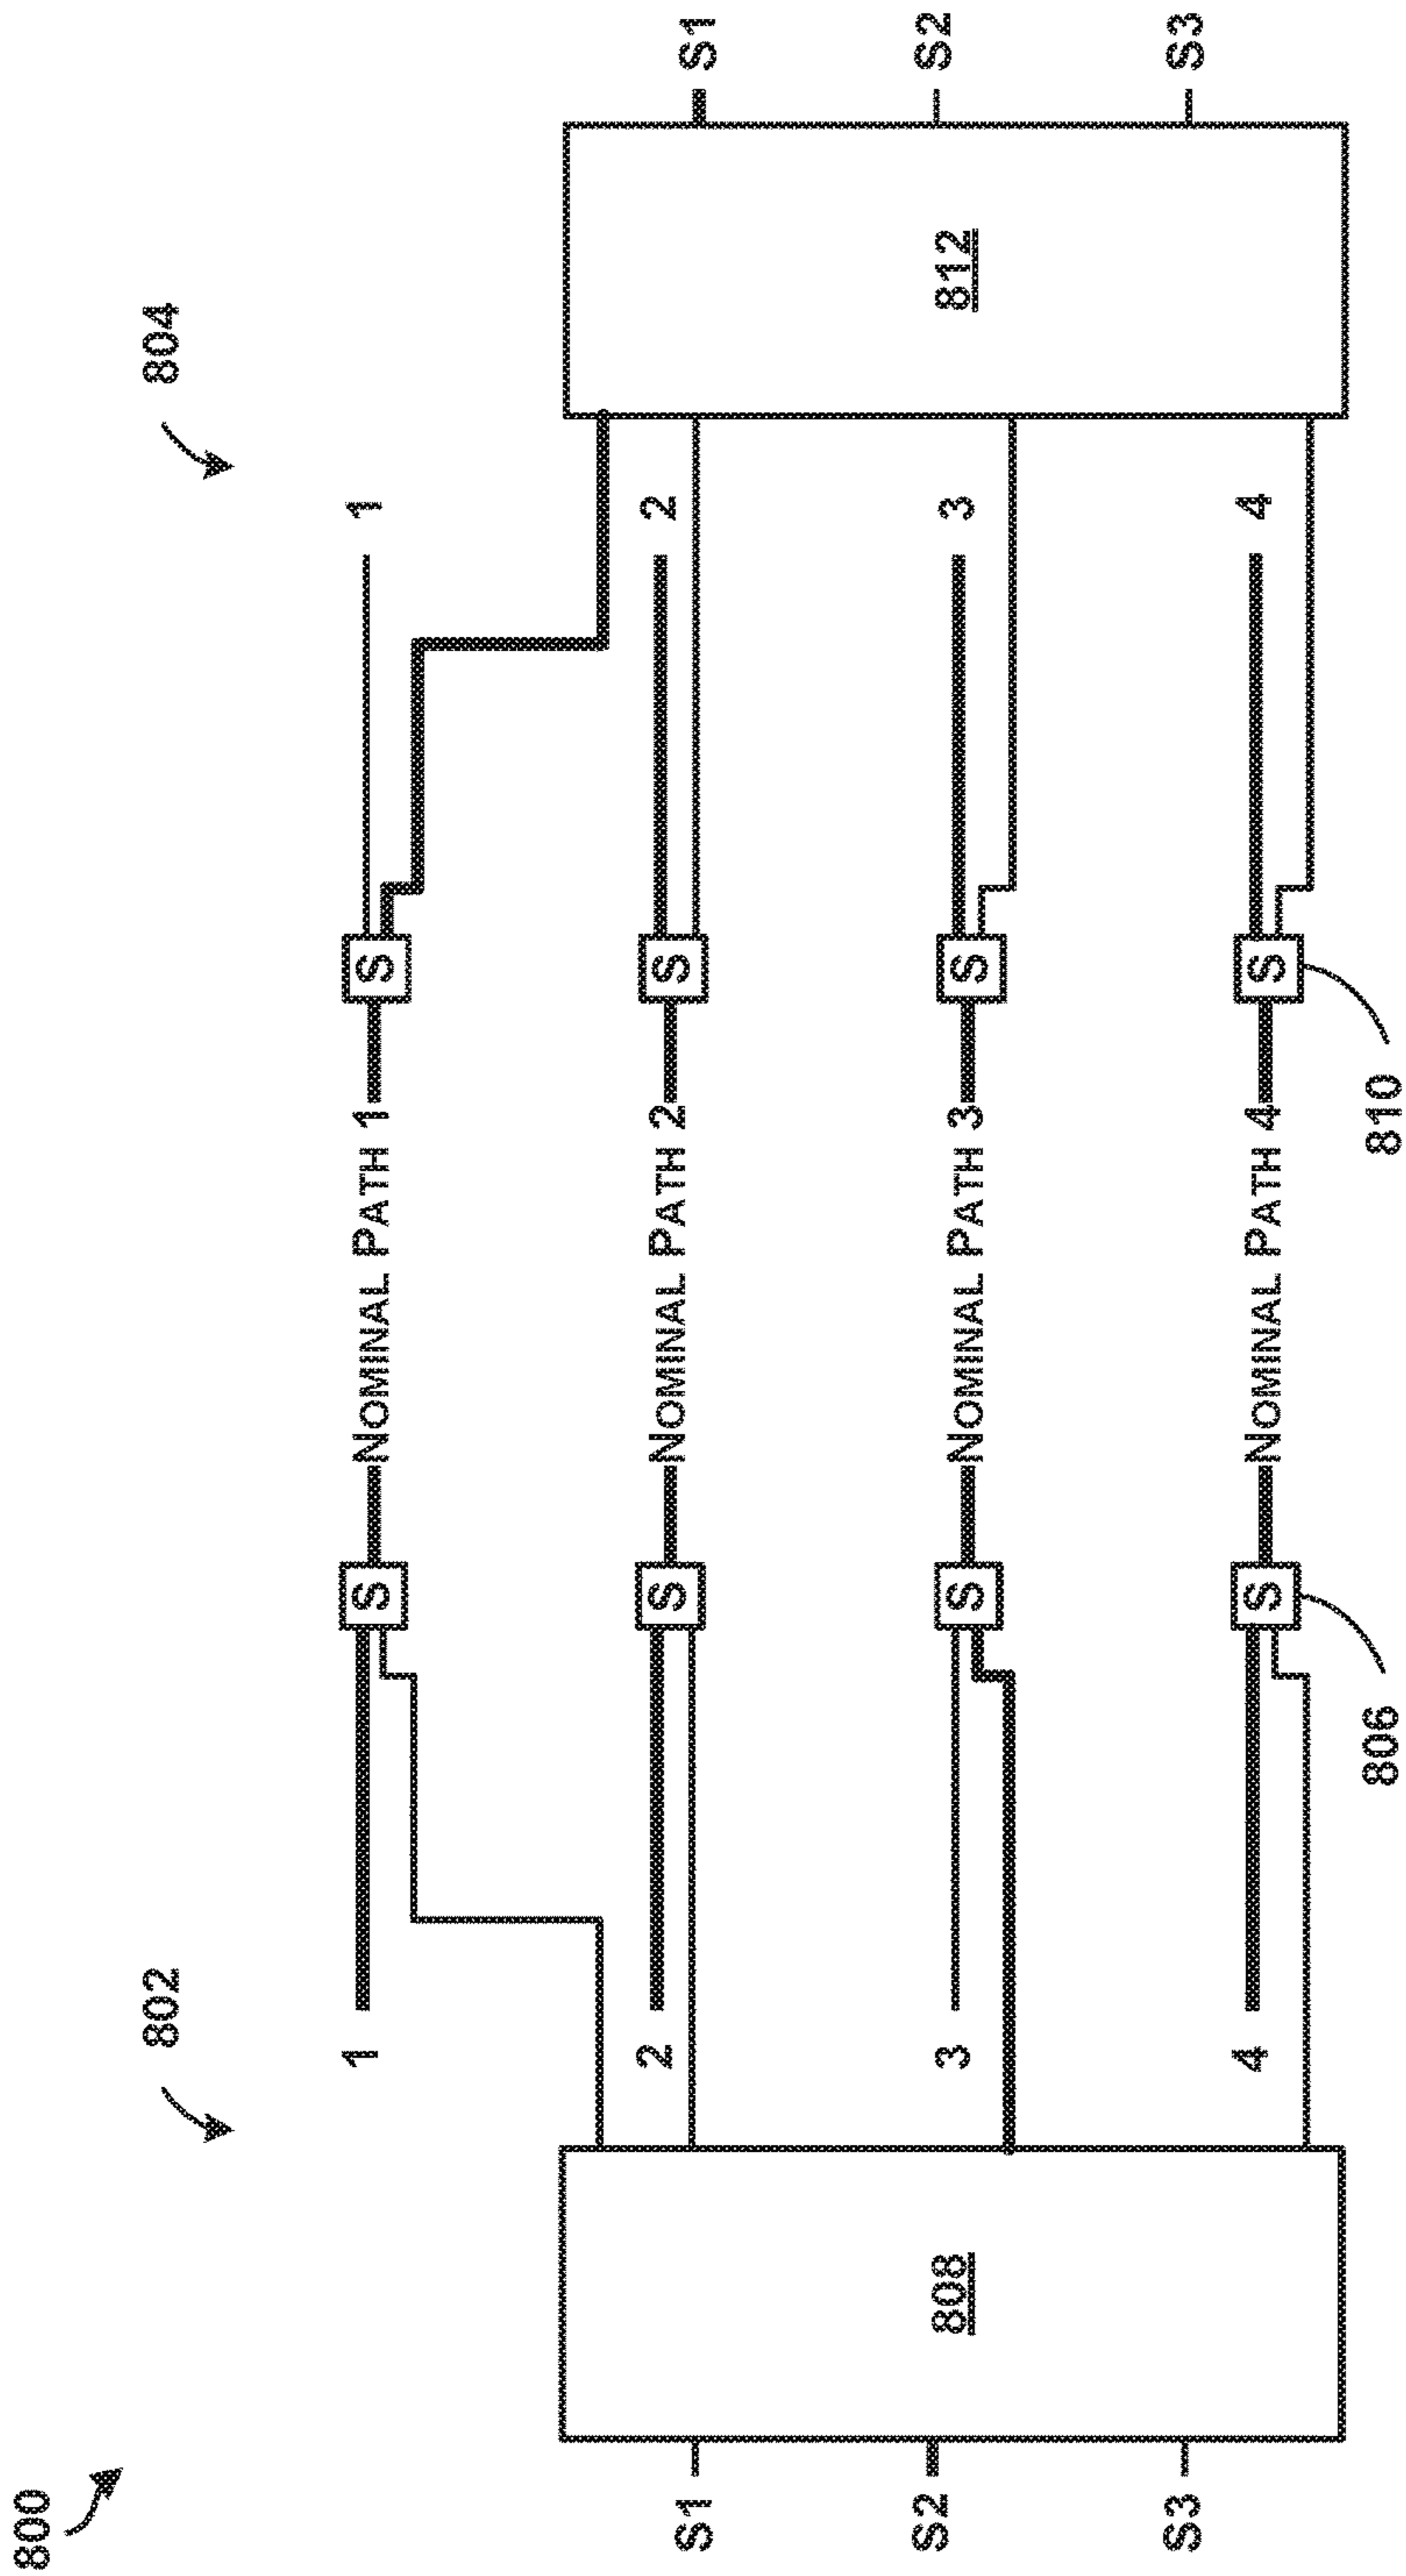 800
802 804
1 S NOMINAL PATH 1 S 1
S1 2 S NOMINAL PATH 2 S 2 S1
S2 808 3 S NOMINAL PATH 3 S 3 812 S2
S3 4 S NOMINAL PATH 4 S 4 S3
806 810